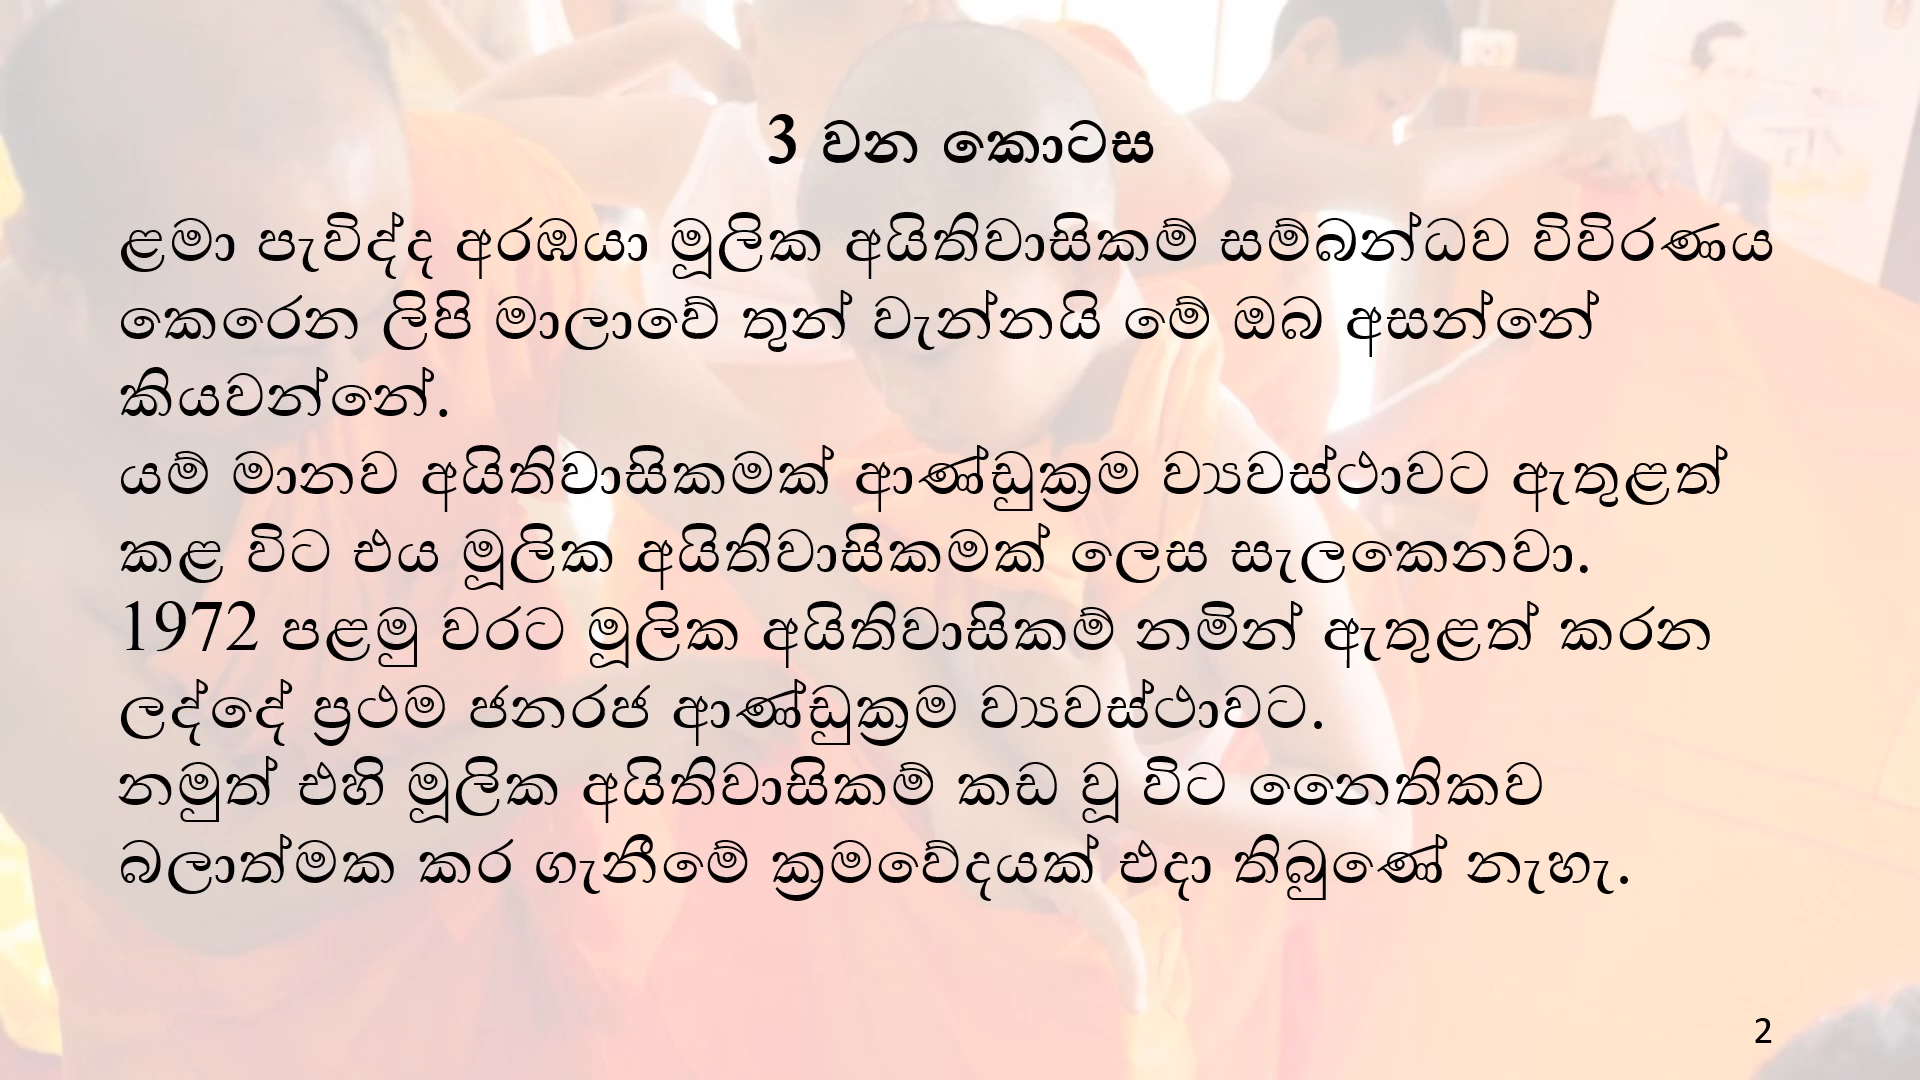 3 වන කොටස
ළමා පැවිද්ද අරඹයා මූලික අයිතිවාසිකම් සම්බන්ධව විවිරණය
කෙරෙන ලිපි මාලාවේ තුන් වැන්නයි මේ ඔබ අසන්නේ
කියවන්නේ.
යම් මානව අයිතිවාසිකමක් ආණ්ඩුක්‍රම ව්‍යවස්ථාවට ඇතුළත්
කළ විට එය මූලික අයිතිවාසිකමක් ලෙස සැලකෙනවා.
1972 පළමු වරට මූලික අයිතිවාසිකම් නමින් ඇතුළත් කරන
ලද්දේ ප්‍රථම ජනරජ ආණ්ඩුක්‍රම ව්‍යවස්ථාවට.
නමුත් එහි මූලික අයිතිවාසිකම් කඩ වූ විට නෛතිකව
බලාත්මක කර ගැනීමේ ක්‍රමවේදයක් එදා තිබුණේ නැහැ.
2